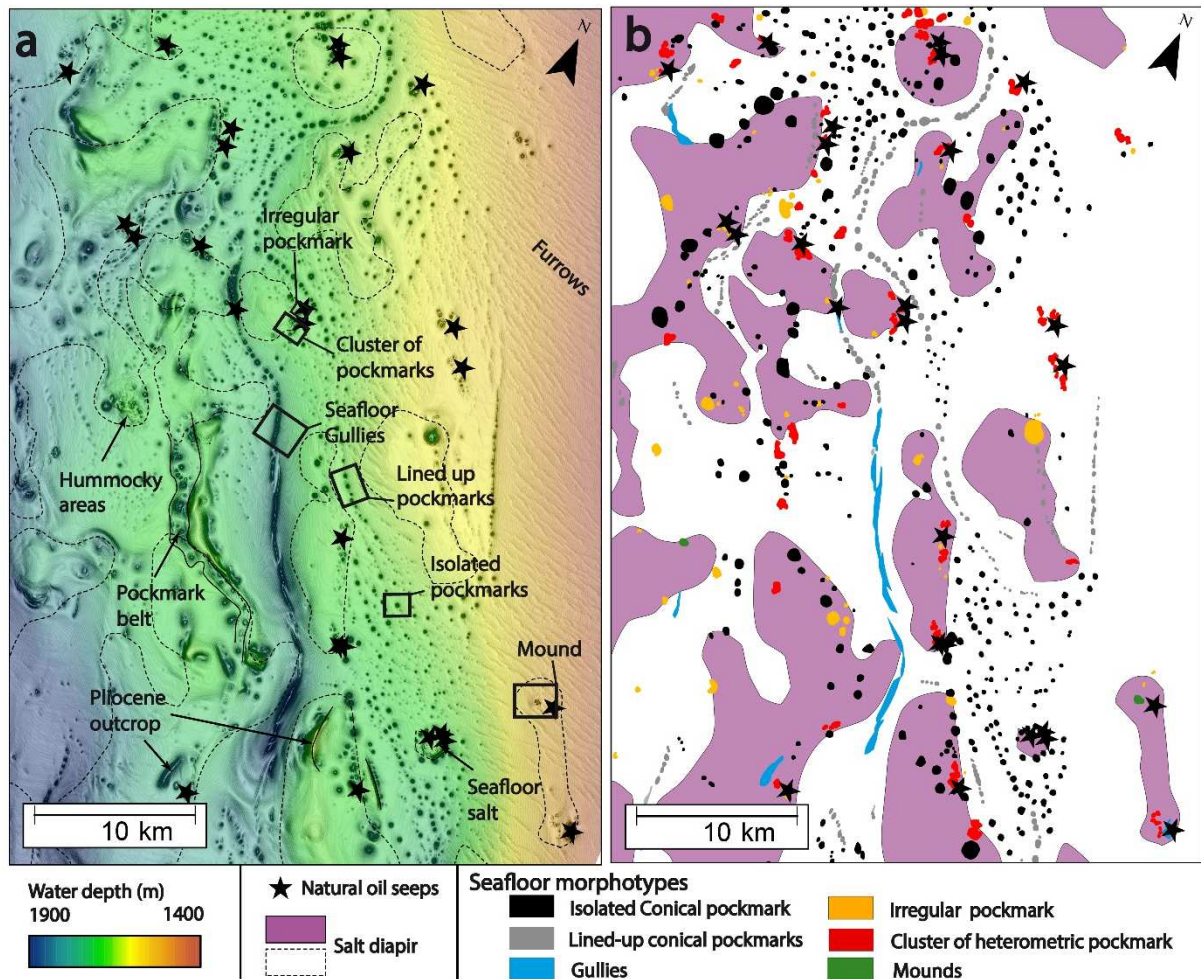 a
N
Irregular
pockmark
Furrows
Cluster of
pockmarks
Seafloor
Gullies
Hummocky
areas
Lined up
pockmarks
Isolated
pockmarks
Pockmark
belt
Mound
Pliocene
outcrop
Seafloor
salt
10 km
b
N
10 km
Water depth (m)
1900 1400
Natural oil seeps
Salt diapir
Seafloor morphotypes
Isolated Conical pockmark
Lined-up conical pockmarks
Gullies
Irregular pockmark
Cluster of heterometric pockmark
Mounds